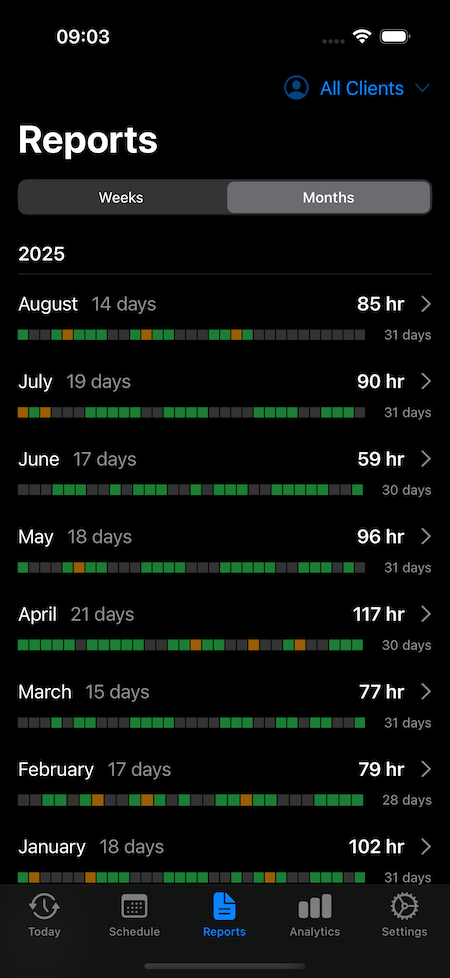 09:03
All Clients
Reports
Weeks Months
2025
August 14 days 85 hr
31 days
July 19 days 90 hr
31 days
June 17 days 59 hr
30 days
May 18 days 96 hr
31 days
April 21 days 117 hr
30 days
March 15 days 77 hr
31 days
February 17 days 79 hr
28 days
January 18 days 102 hr
31 days
Today Schedule Reports Analytics Settings